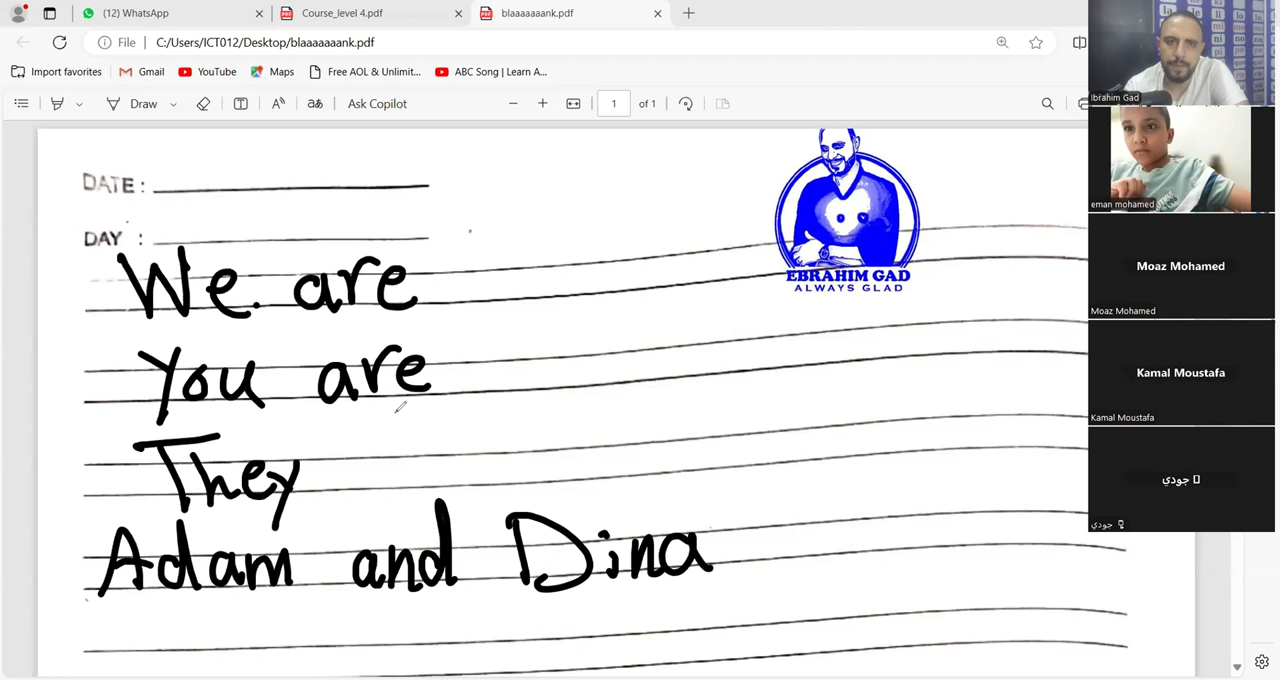 (12) WhatsApp
Course_level 4.pdf
blaaaaaaank.pdf
File
C:/Users/ICT012/Desktop/blaaaaaaank.pdf
Import favorites
Gmail
YouTube
Maps
Free AOL & Unlimit...
ABC Song | Learn A...
Draw
Ask Copilot
1 of 1
DATE:
DAY :
EBRAHIM GAD
ALWAYS GLAD
We are
You are
They
Adam and Dina
Ibrahim Gad
eman mohamed
Moaz Mohamed
Moaz Mohamed
Kamal Moustafa
Kamal Moustafa
جودي
جودي